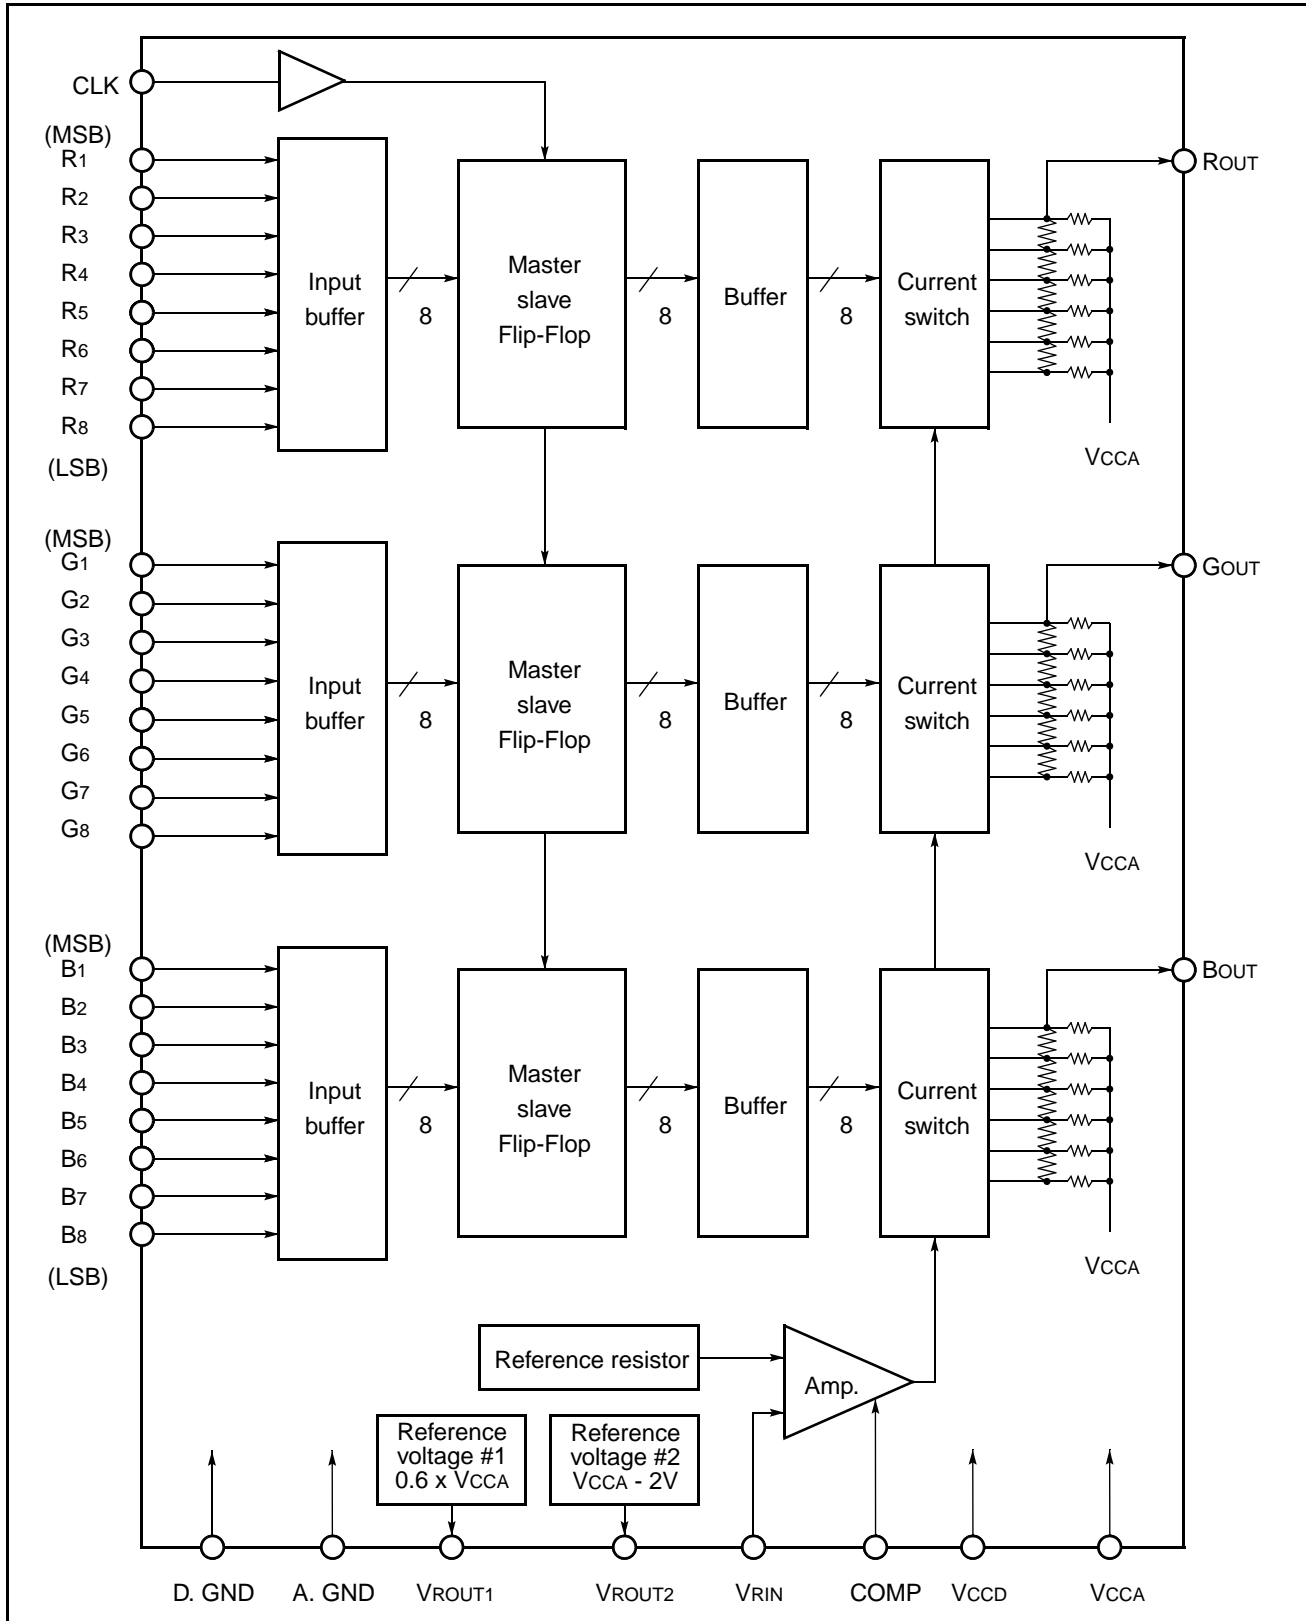 CLK
(MSB)
R1
R2
R3
R4
R5
R6
R7
R8
(LSB)
Input
buffer
8
Master
slave
Flip-Flop
8
Buffer
8
Current
switch
VCCA
ROUT
(MSB)
G1
G2
G3
G4
G5
G6
G7
G8
Input
buffer
8
Master
slave
Flip-Flop
8
Buffer
8
Current
switch
VCCA
GOUT
(MSB)
B1
B2
B3
B4
B5
B6
B7
B8
(LSB)
Input
buffer
8
Master
slave
Flip-Flop
8
Buffer
8
Current
switch
VCCA
BOUT
Reference resistor
Amp.
Reference
voltage #1
0.6 x VCCA
Reference
voltage #2
VCCA - 2V
D. GND
A. GND
VROUT1
VROUT2
VRIN
COMP
VCCD
VCCA